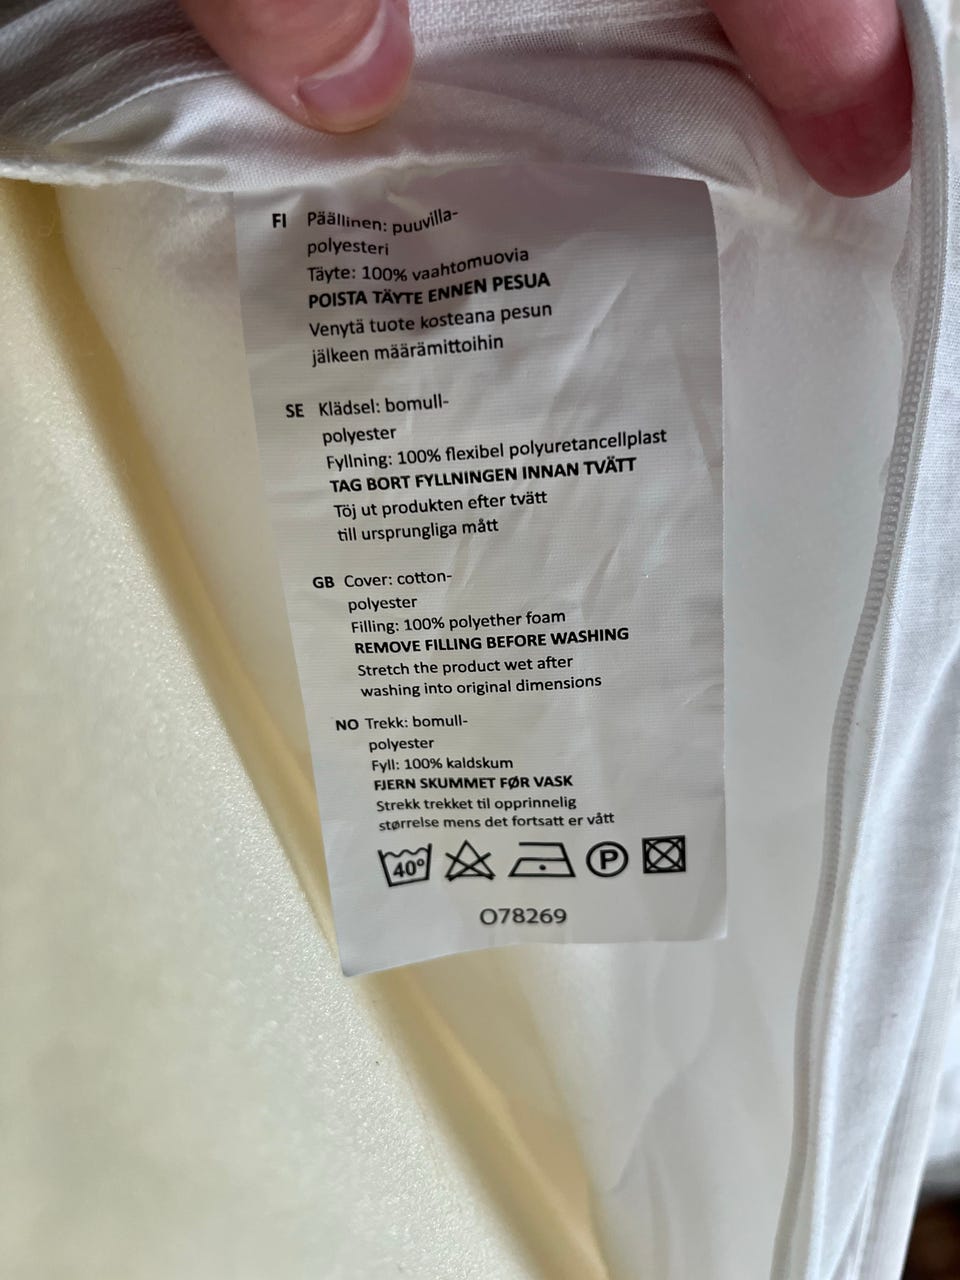 FI Päällinen: puuvilla-
polyesteri
Täyte: 100% vaahtomuovia
POISTA TÄYTE ENNEN PESUA
Venytä tuote kosteana pesun
jälkeen määrämittoihin
SE Klädsel: bomull-
polyester
Fyllning: 100% flexibel polyuretancellplast
TAG BORT FYLLNINGEN INNAN TVÄTT
Töj ut produkten efter tvätt
till ursprungliga mått
GB Cover: cotton-
polyester
Filling: 100% polyether foam
REMOVE FILLING BEFORE WASHING
Stretch the product wet after
washing into original dimensions
NO Trekk: bomull-
polyester
Fyll: 100% kaldskum
FJERN SKUMMET FØR VASK
Strekk trekket til opprinnelig
størrelse mens det fortsatt er vått
40° P
O78269